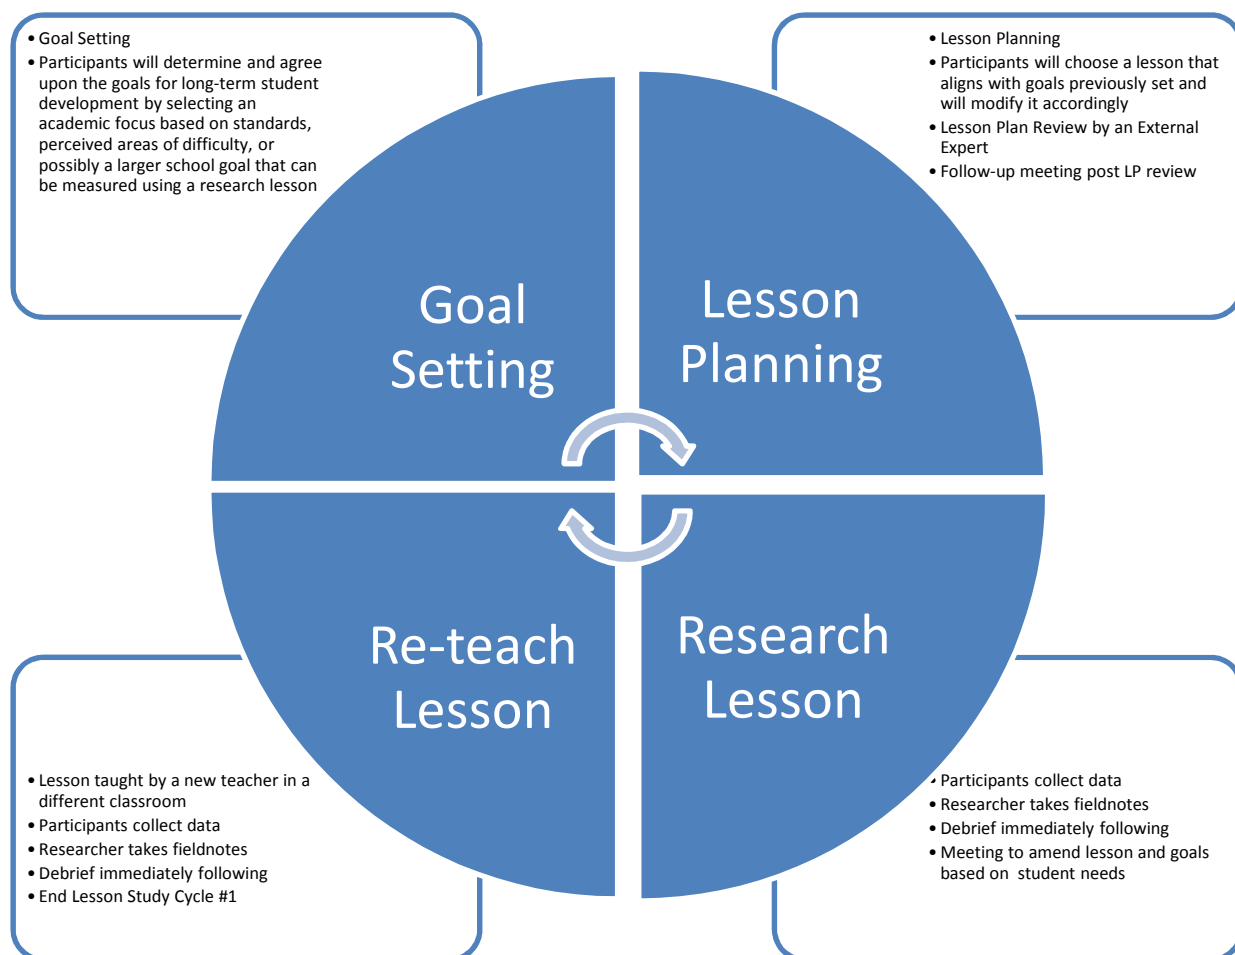 • Goal Setting
• Participants will determine and agree
upon the goals for long-term student
development by selecting an
academic focus based on standards,
perceived areas of difficulty, or
possibly a larger school goal that can
be measured using a research lesson
• Lesson Planning
• Participants will choose a lesson that
aligns with goals previously set and
will modify it accordingly
• Lesson Plan Review by an External
Expert
• Follow-up meeting post LP review
Goal
Setting
Lesson
Planning
Re-teach
Lesson
Research
Lesson
• Lesson taught by a new teacher in a
different classroom
• Participants collect data
• Researcher takes fieldnotes
• Debrief immediately following
• End Lesson Study Cycle #1
• Participants collect data
• Researcher takes fieldnotes
• Debrief immediately following
• Meeting to amend lesson and goals
based on student needs